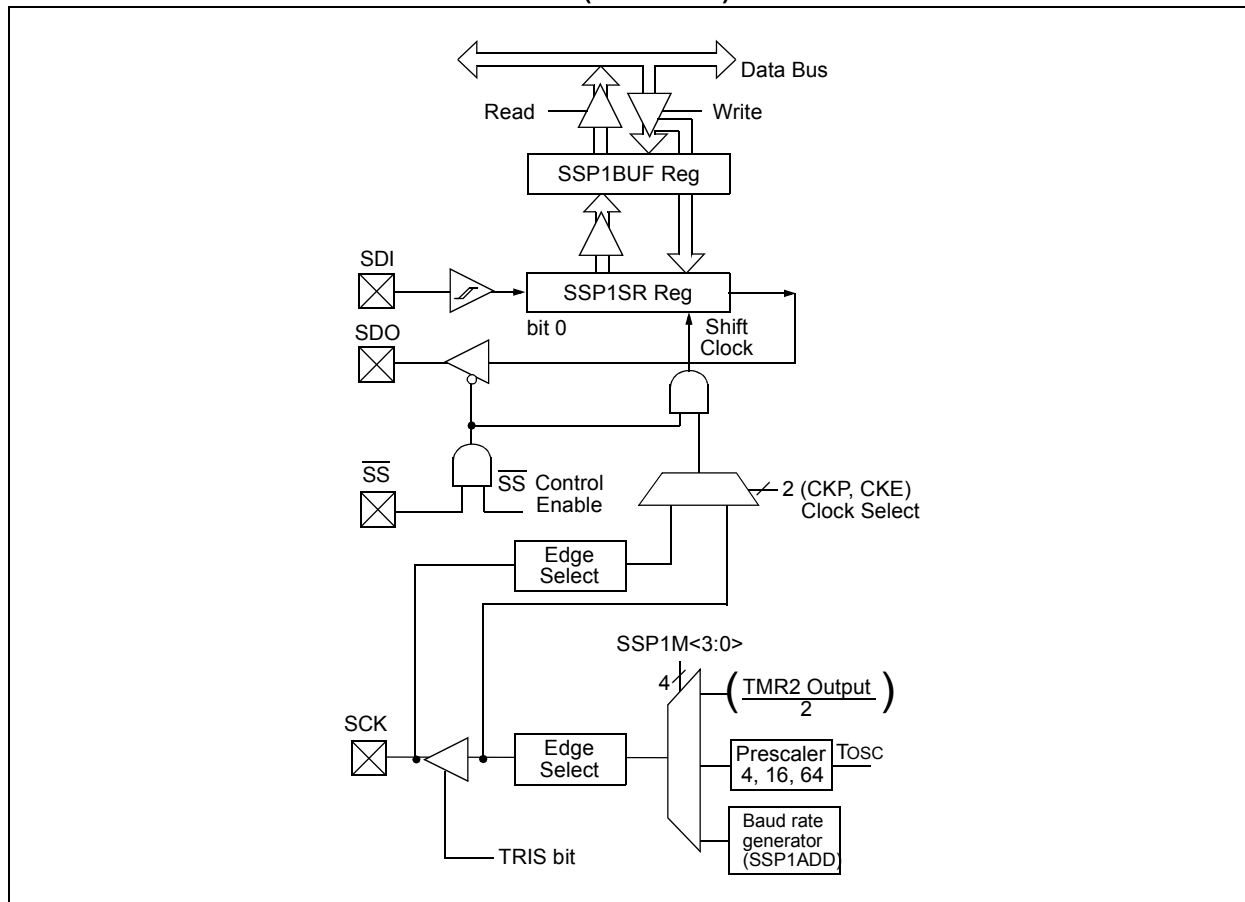 Data Bus
Read
Write
SSP1BUF Reg
SDI
SSP1SR Reg
bit 0
Shift
Clock
SDO
SS
SS Control
Enable
2 (CKP, CKE)
Clock Select
Edge
Select
SSP1M<3:0>
4
(TMR2 Output)
2
SCK
Edge
Select
Prescaler
4, 16, 64
TOSC
Baud rate
generator
(SSP1ADD)
TRIS bit